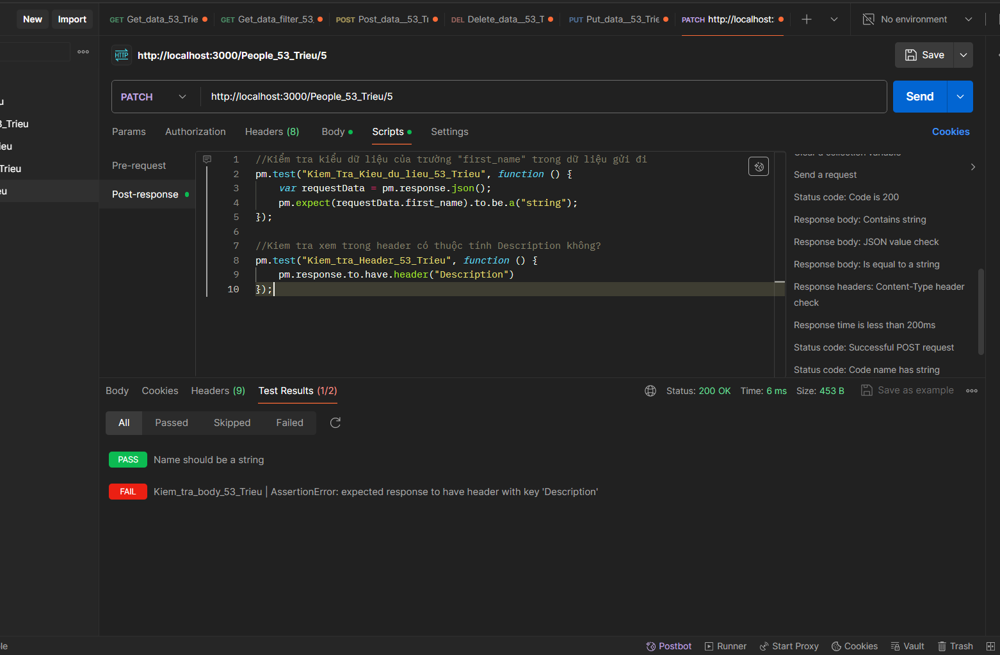 New
Import
GET Get_data_53_Trie
GET Get_data_filter_53_
POST Post_data__53_Tr
DEL Delete_data__53_T
PUT Put_data__53_Trie
PATCH http://localhost:
No environment
HTTP
http://localhost:3000/People_53_Trieu/5
Save
PATCH
http://localhost:3000/People_53_Trieu/5
Send
u
3_Trieu
ieu
Trieu
eu
Params
Authorization
Headers (8)
Body
Scripts
Settings
Cookies
Pre-request
Post-response
1 //Kiểm tra kiểu dữ liệu của trường "first_name" trong dữ liệu gửi đi
2 pm.test("Kiem_Tra_Kieu_du_lieu_53_Trieu", function () {
3 var requestData = pm.response.json();
4 pm.expect(requestData.first_name).to.be.a("string");
5 });
6
7 //Kiem tra xem trong header có thuộc tính Description không?
8 pm.test("Kiem_tra_Header_53_Trieu", function () {
9 pm.response.to.have.header("Description")
10 });
Clear a collection variable
Send a request
Status code: Code is 200
Response body: Contains string
Response body: JSON value check
Response body: Is equal to a string
Response headers: Content-Type header
check
Response time is less than 200ms
Status code: Successful POST request
Status code: Code name has string
Body
Cookies
Headers (9)
Test Results (1/2)
Status: 200 OK
Time: 6 ms
Size: 453 B
Save as example
All
Passed
Skipped
Failed
PASS Name should be a string
FAIL Kiem_tra_body_53_Trieu | AssertionError: expected response to have header with key 'Description'
le
Postbot
Runner
Start Proxy
Cookies
Vault
Trash